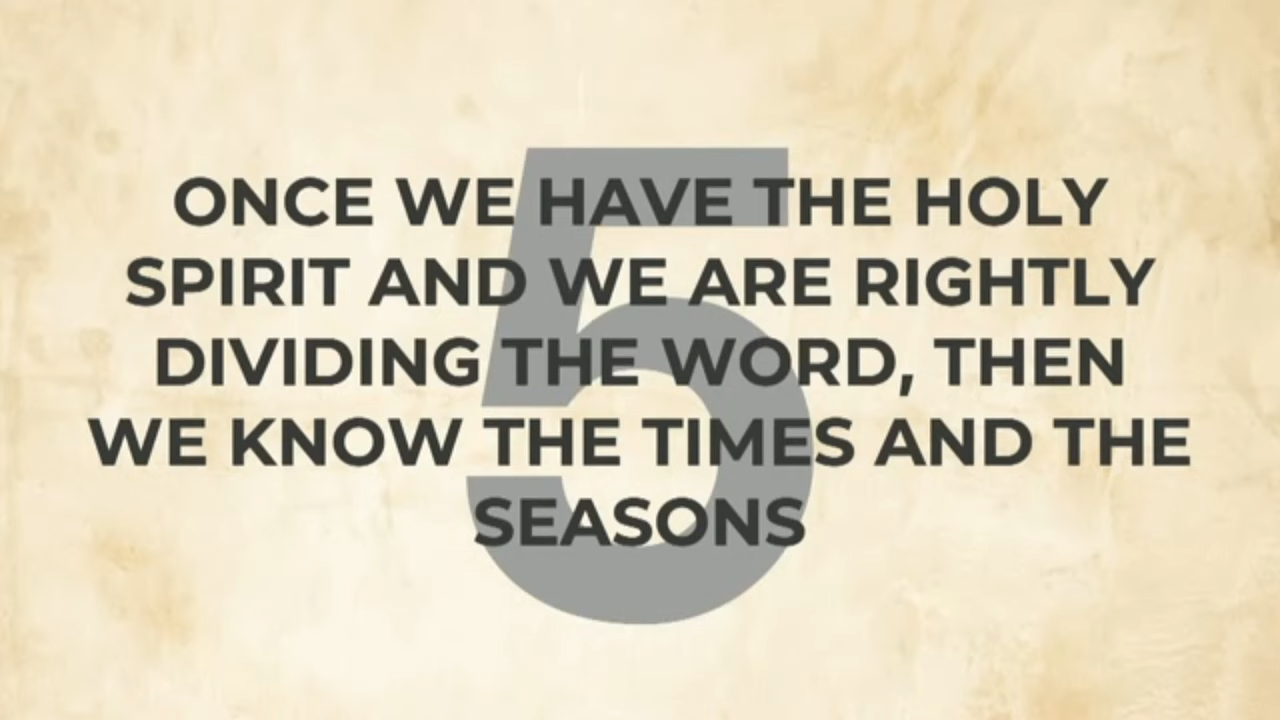 5
ONCE WE HAVE THE HOLY
SPIRIT AND WE ARE RIGHTLY
DIVIDING THE WORD, THEN
WE KNOW THE TIMES AND THE
SEASONS